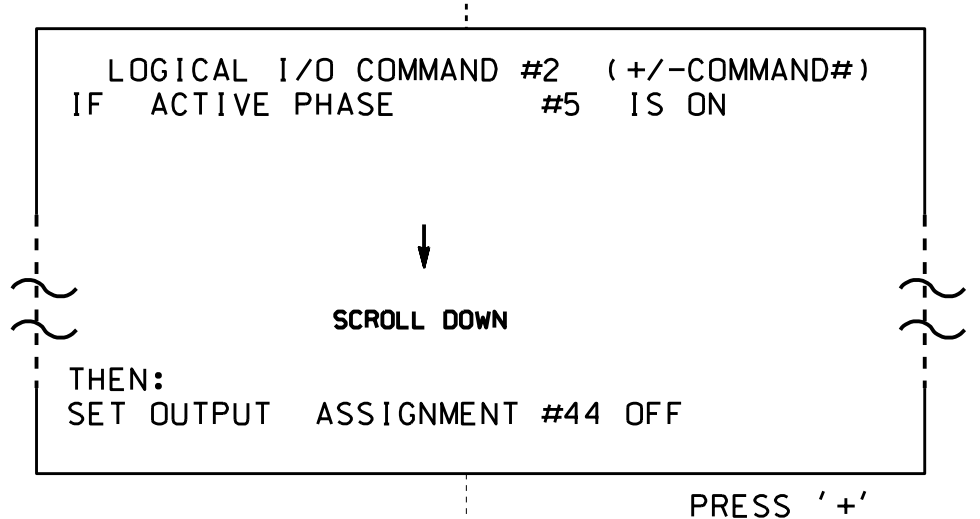 LOGICAL I/O COMMAND #2 (+/-COMMAND#)
IF ACTIVE PHASE #5 IS ON
SCROLL DOWN
THEN:
SET OUTPUT ASSIGNMENT #44 OFF
PRESS '+'